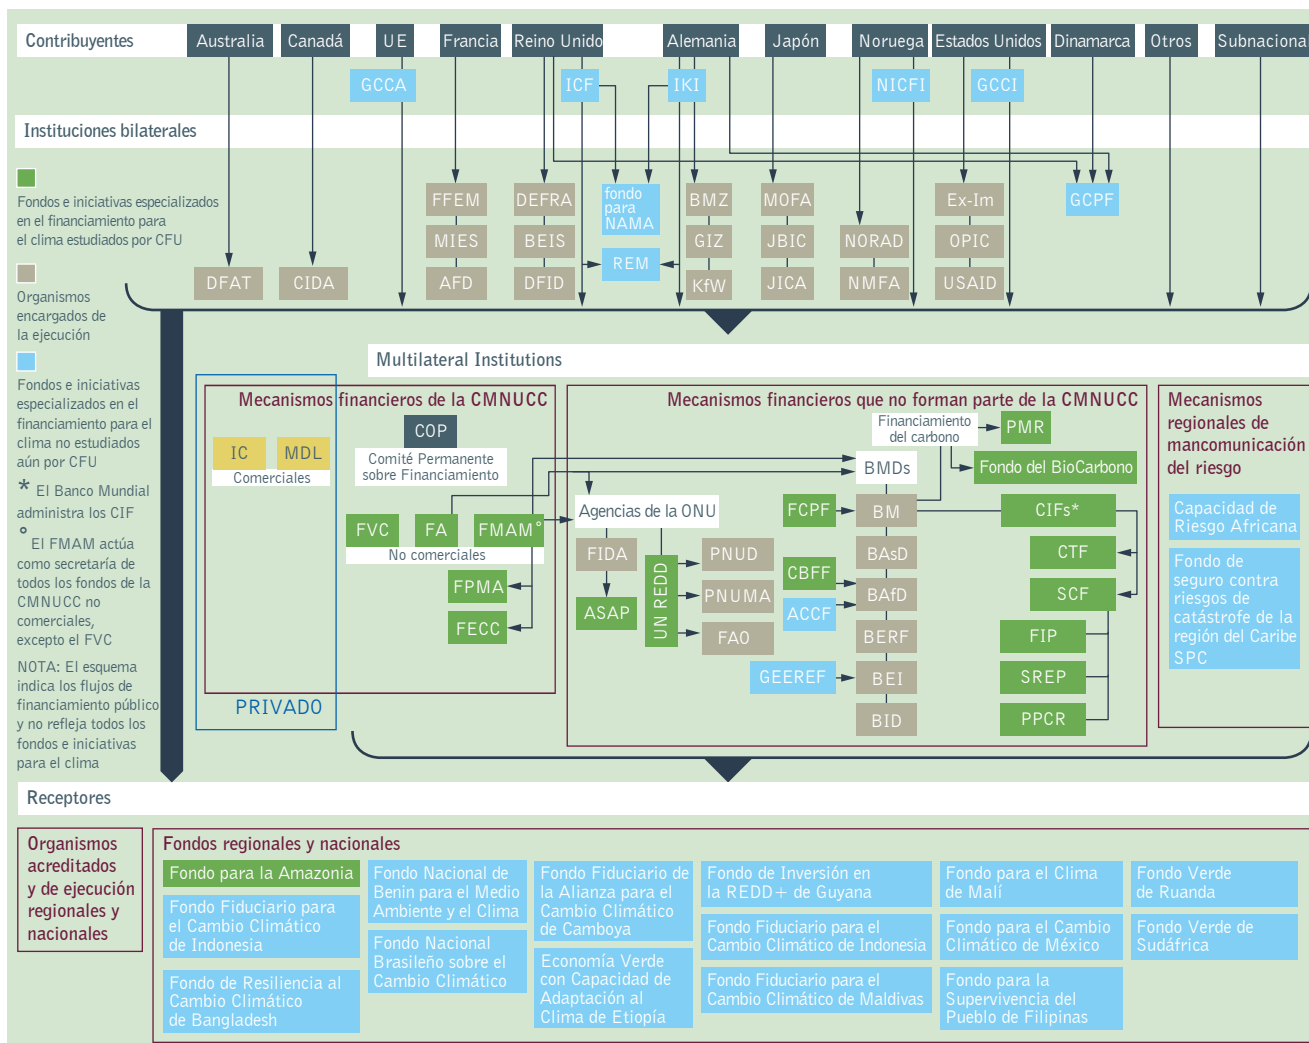 Contribuyentes
Australia
Canadá
UE
Francia
Reino Unido
Alemania
Japón
Noruega
Estados Unidos
Dinamarca
Otros
Subnacional
GCCA
ICF
IKI
NICFI
GCCI
Instituciones bilaterales
Fondos e iniciativas especializados
en el financiamiento para
el clima estudiados por CFU
Organismos
encargados de
la ejecución
Fondos e iniciativas
especializados en el
financiamiento para el
clima no estudiados
aún por CFU
* El Banco Mundial
administra los CIF
° El FMAM actúa
como secretaría de
todos los fondos de la
CMNUCC no
comerciales,
excepto el FVC
NOTA: El esquema
indica los flujos de
financiamiento público
y no refleja todos los
fondos e iniciativas
para el clima
DFAT
CIDA
FFEM
MIES
AFD
DEFRA
BEIS
DFID
fondo
para
NAMA
REM
BMZ
GIZ
KfW
MOFA
JBIC
JICA
NORAD
NMFA
Ex-Im
OPIC
USAID
GCPF
Multilateral Institutions
Mecanismos financieros de la CMNUCC
IC
MDL
Comerciales
COP
Comité Permanente
sobre Financiamiento
FVC
FA
FMAM°
No comerciales
FPMA
FECC
PRIVADO
Mecanismos financieros que no forman parte de la CMNUCC
Financiamiento
del carbono
PMR
Fondo del BioCarbono
BMDs
Agencias de la ONU
FIDA
ASAP
UN REDD
PNUD
PNUMA
FAO
FCPF
CBFF
ACCF
GEEREF
BM
BAsD
BAfD
BERF
BEI
BID
CIFs*
CTF
SCF
FIP
SREP
PPCR
Mecanismos
regionales de
mancomunicación
del riesgo
Capacidad de
Riesgo Africana
Fondo de
seguro contra
riesgos de
catástrofe de la
región del Caribe
SPC
Receptores
Organismos
acreditados
y de ejecución
regionales y
nacionales
Fondos regionales y nacionales
Fondo para la Amazonia
Fondo Fiduciario para
el Cambio Climático
de Indonesia
Fondo de Resiliencia al
Cambio Climático
de Bangladesh
Fondo Nacional de
Benin para el Medio
Ambiente y el Clima
Fondo Nacional
Brasileño sobre el
Cambio Climático
Fondo Fiduciario de
la Alianza para el
Cambio Climático
de Camboya
Economía Verde
con Capacidad de
Adaptación al
Clima de Etiopía
Fondo de Inversión en
la REDD+ de Guyana
Fondo Fiduciario para el
Cambio Climático de Indonesia
Fondo Fiduciario para el
Cambio Climático de Maldivas
Fondo para el Clima
de Malí
Fondo para el Cambio
Climático de México
Fondo para la
Supervivencia del
Pueblo de Filipinas
Fondo Verde
de Ruanda
Fondo Verde de
Sudáfrica